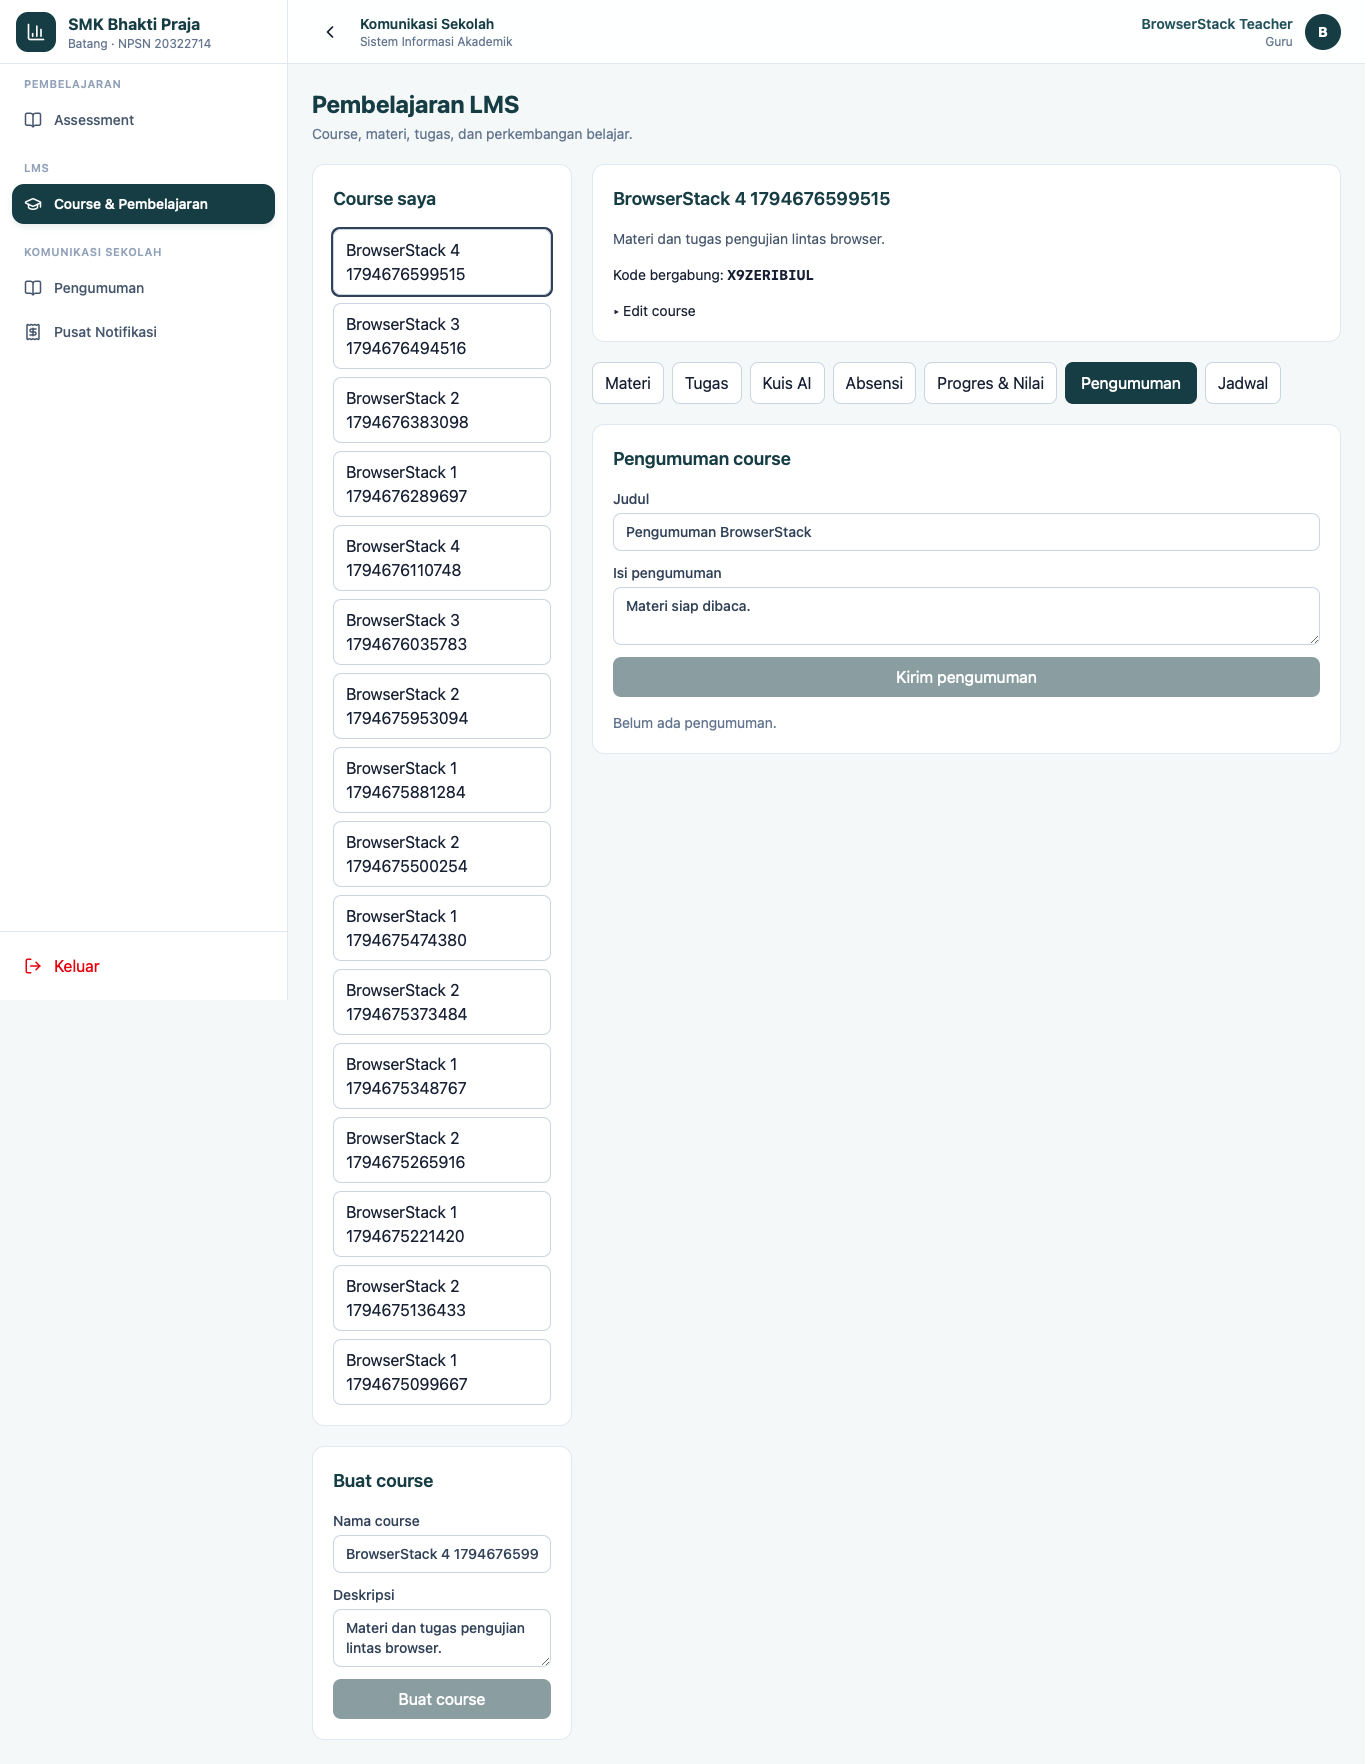 SMK Bhakti Praja
Batang · NPSN 20322714
PEMBELAJARAN
Assessment
LMS
Course & Pembelajaran
KOMUNIKASI SEKOLAH
Pengumuman
Pusat Notifikasi
Keluar
Komunikasi Sekolah
Sistem Informasi Akademik
BrowserStack Teacher
Guru
B
Pembelajaran LMS
Course, materi, tugas, dan perkembangan belajar.
Course saya
BrowserStack 4
1794676599515
BrowserStack 3
1794676494516
BrowserStack 2
1794676383098
BrowserStack 1
1794676289697
BrowserStack 4
1794676110748
BrowserStack 3
1794676035783
BrowserStack 2
1794675953094
BrowserStack 1
1794675881284
BrowserStack 2
1794675500254
BrowserStack 1
1794675474380
BrowserStack 2
1794675373484
BrowserStack 1
1794675348767
BrowserStack 2
1794675265916
BrowserStack 1
1794675221420
BrowserStack 2
1794675136433
BrowserStack 1
1794675099667
Buat course
Nama course
BrowserStack 4 1794676599
Deskripsi
Materi dan tugas pengujian
lintas browser.
Buat course
BrowserStack 4 1794676599515
Materi dan tugas pengujian lintas browser.
Kode bergabung: X9ZERIBIUL
Edit course
Materi
Tugas
Kuis AI
Absensi
Progres & Nilai
Pengumuman
Jadwal
Pengumuman course
Judul
Pengumuman BrowserStack
Isi pengumuman
Materi siap dibaca.
Kirim pengumuman
Belum ada pengumuman.